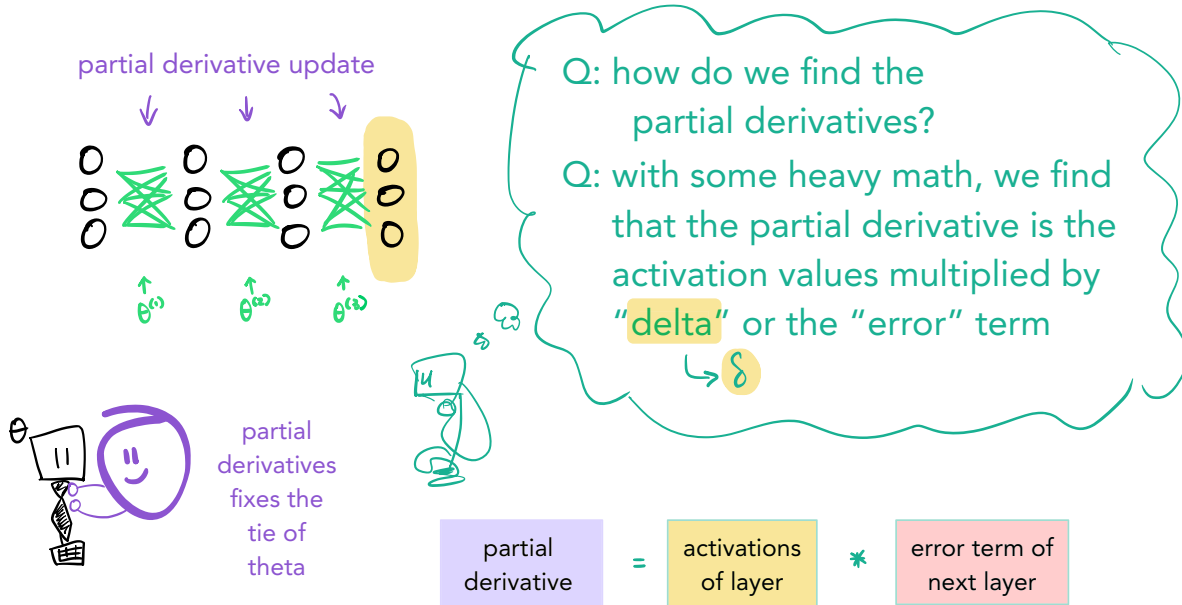 partial derivative update
θ⁽¹⁾ θ⁽²⁾ θ⁽³⁾
Q: how do we find the
partial derivatives?
Q: with some heavy math, we find
that the partial derivative is the
activation values multiplied by
“delta” or the “error” term
δ
θ
partial
derivatives
fixes the
tie of
theta
partial
derivative
=
activations
of layer
*
error term of
next layer